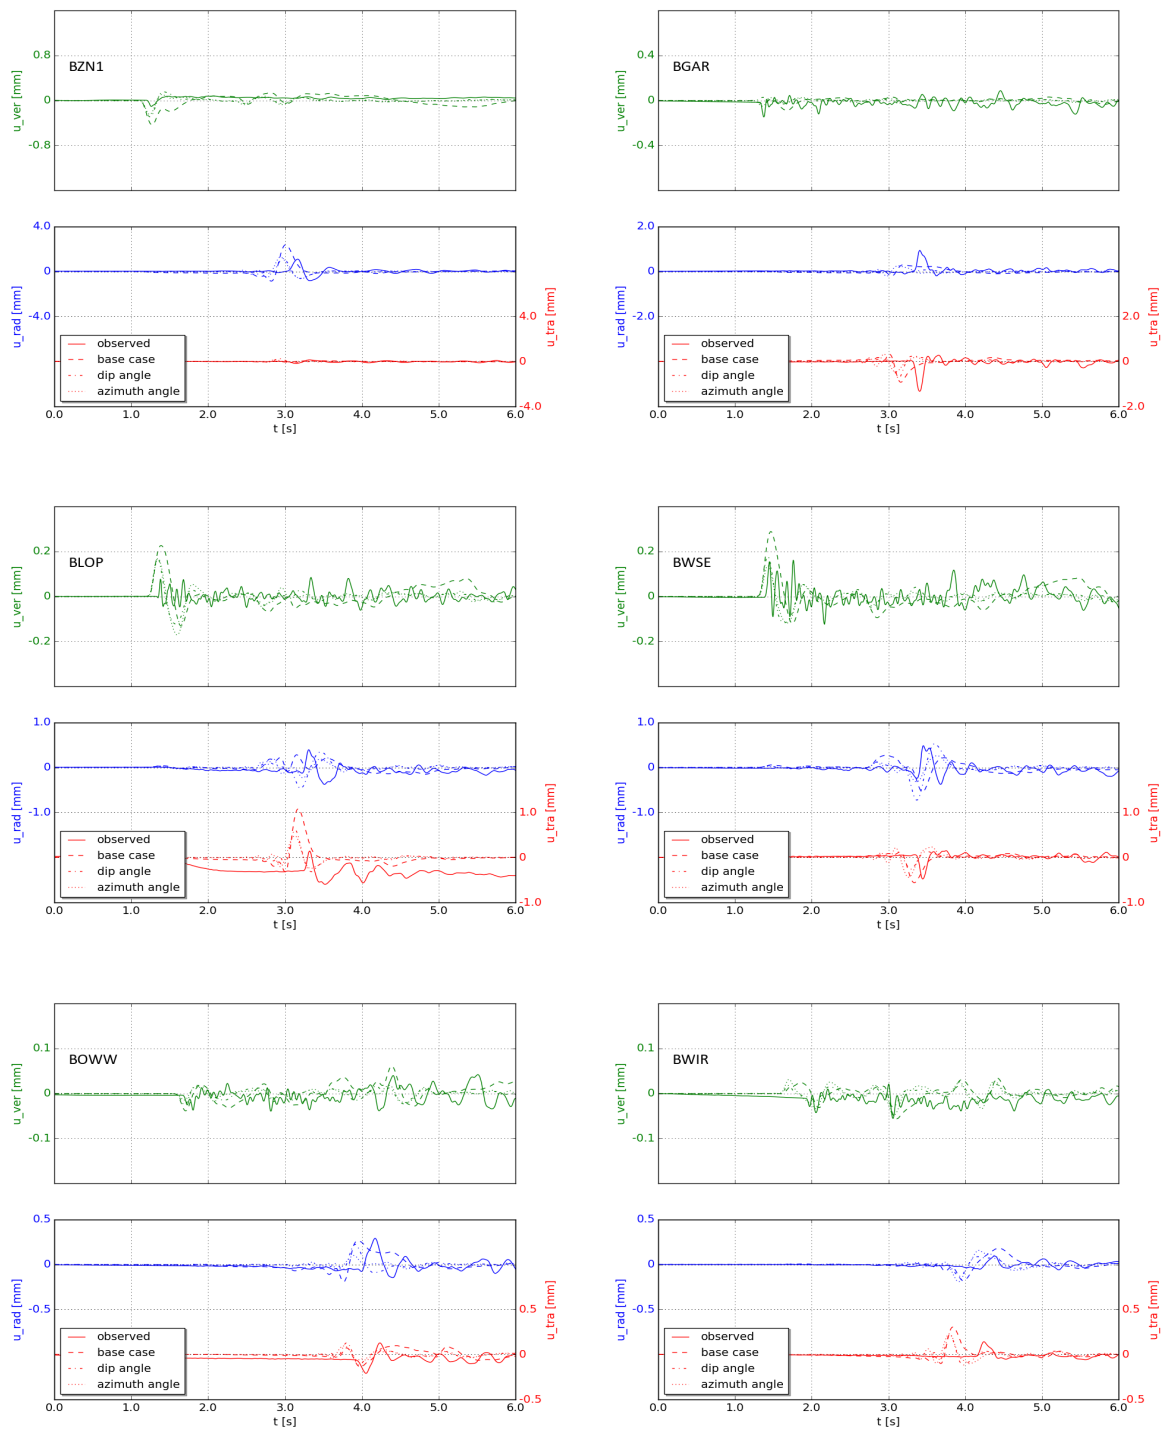 BZN1
u_ver [mm]
0.8
0
-0.8
u_rad [mm]
4.0
0
-4.0
u_tra [mm]
4.0
0
-4.0
observed
base case
dip angle
azimuth angle
0.0 1.0 2.0 3.0 4.0 5.0 6.0
t [s]
BGAR
u_ver [mm]
0.4
0
-0.4
u_rad [mm]
2.0
0
-2.0
u_tra [mm]
2.0
0
-2.0
observed
base case
dip angle
azimuth angle
0.0 1.0 2.0 3.0 4.0 5.0 6.0
t [s]
BLOP
u_ver [mm]
0.2
0
-0.2
u_rad [mm]
1.0
0
-1.0
u_tra [mm]
1.0
0
-1.0
observed
base case
dip angle
azimuth angle
0.0 1.0 2.0 3.0 4.0 5.0 6.0
t [s]
BWSE
u_ver [mm]
0.2
0
-0.2
u_rad [mm]
1.0
0
-1.0
u_tra [mm]
1.0
0
-1.0
observed
base case
dip angle
azimuth angle
0.0 1.0 2.0 3.0 4.0 5.0 6.0
t [s]
BOWW
u_ver [mm]
0.1
0
-0.1
u_rad [mm]
0.5
0
-0.5
u_tra [mm]
0.5
0
-0.5
observed
base case
dip angle
azimuth angle
0.0 1.0 2.0 3.0 4.0 5.0 6.0
t [s]
BWIR
u_ver [mm]
0.1
0
-0.1
u_rad [mm]
0.5
0
-0.5
u_tra [mm]
0.5
0
-0.5
observed
base case
dip angle
azimuth angle
0.0 1.0 2.0 3.0 4.0 5.0 6.0
t [s]